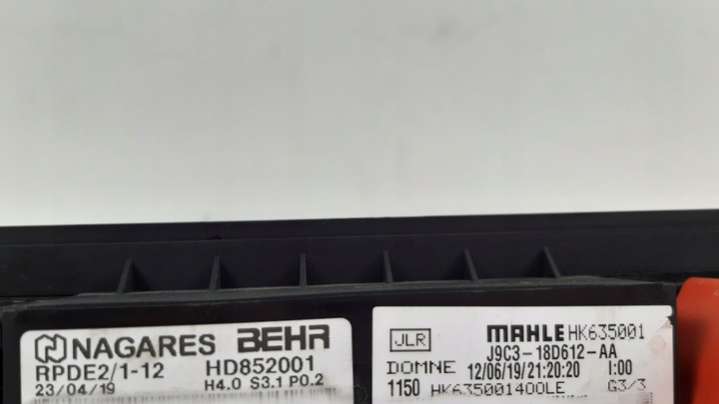 NAGARES BEHR
RPDE2/1-12 HD852001
23/04/19 H4.0 S3.1 P0.2
JLR MAHLE HK635001
J9C3-18D612-AA
DOMNE 12/06/19/21:20:20 1:00
1150 HK635001400LE G3/3